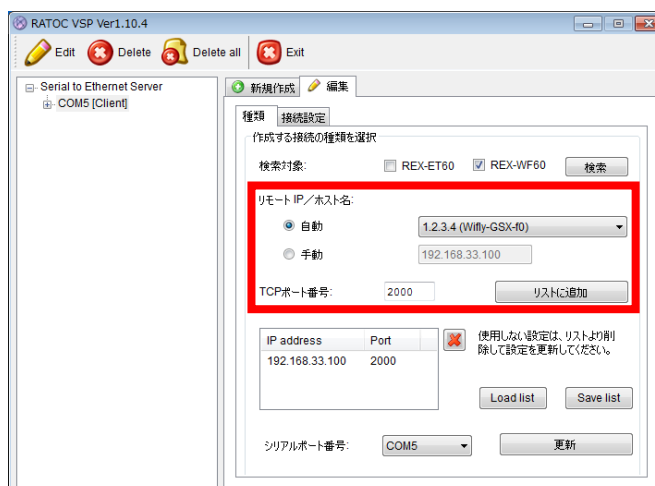 RATOC VSP Ver1.10.4
Edit Delete Delete all Exit
Serial to Ethernet Server
COM5 [Client]
新規作成 編集
種類 接続設定
作成する接続の種類を選択
検索対象: REX-ET60 REX-WF60 検索
リモート IP／ホスト名:
自動 1.2.3.4 (Wifly-GSX-f0)
手動 192.168.33.100
TCPポート番号: 2000 リストに追加
IP address Port
192.168.33.100 2000
使用しない設定は、リストより削
除して設定を更新してください。
Load list Save list
シリアルポート番号: COM5 更新